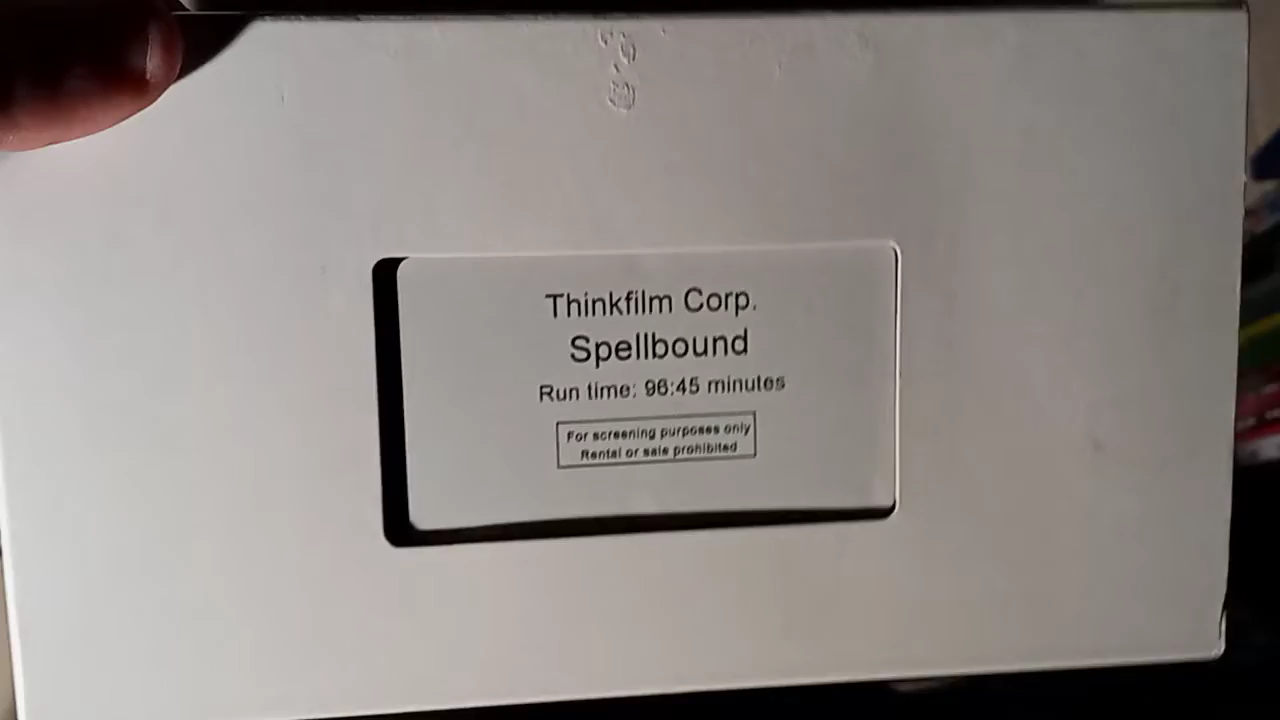 Thinkfilm Corp.
Spellbound
Run time: 96:45 minutes
For screening purposes only
Rental or sale prohibited